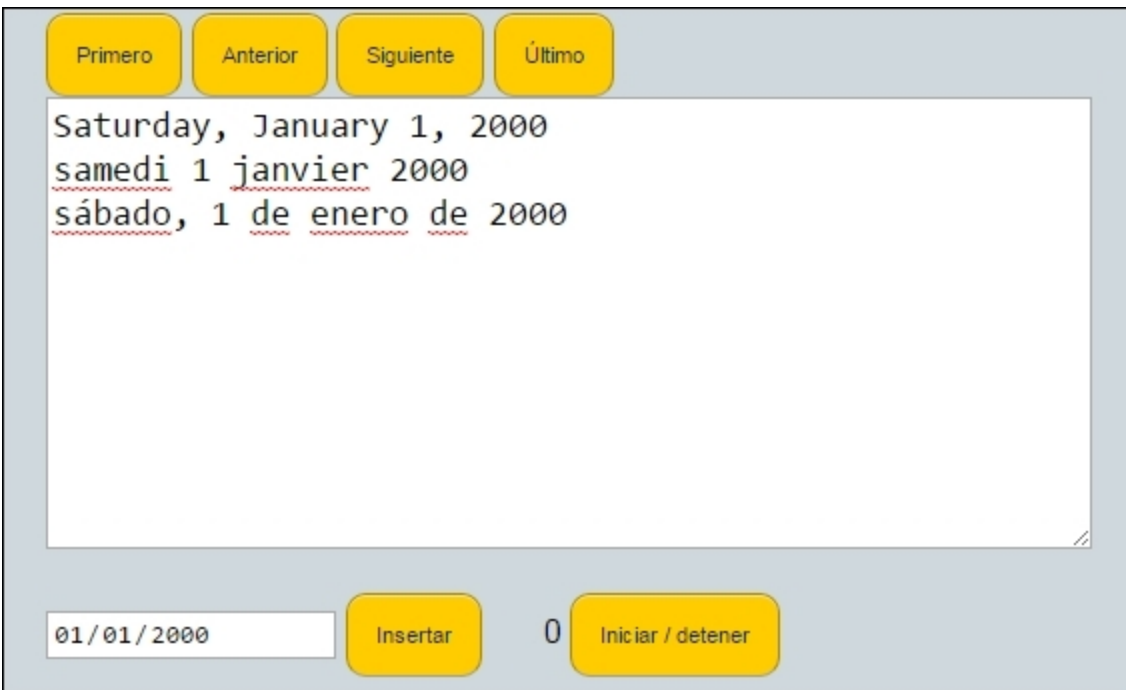 Primero Anterior Siguiente Último
Saturday, January 1, 2000
samedi 1 janvier 2000
sábado, 1 de enero de 2000
01/01/2000 Insertar 0 Iniciar / detener